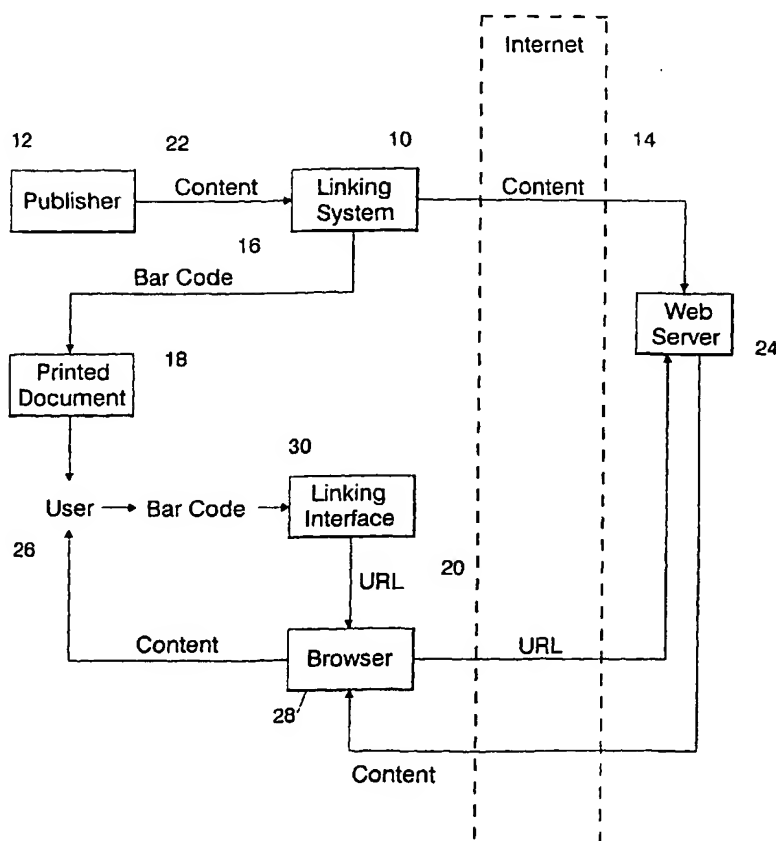 Internet
12
22
10
14
Publisher
Content
Linking
System
Content
16
Bar Code
Web
Server
24
18
Printed
Document
30
User
Bar Code
Linking
Interface
26
20
URL
Content
Browser
URL
28
Content